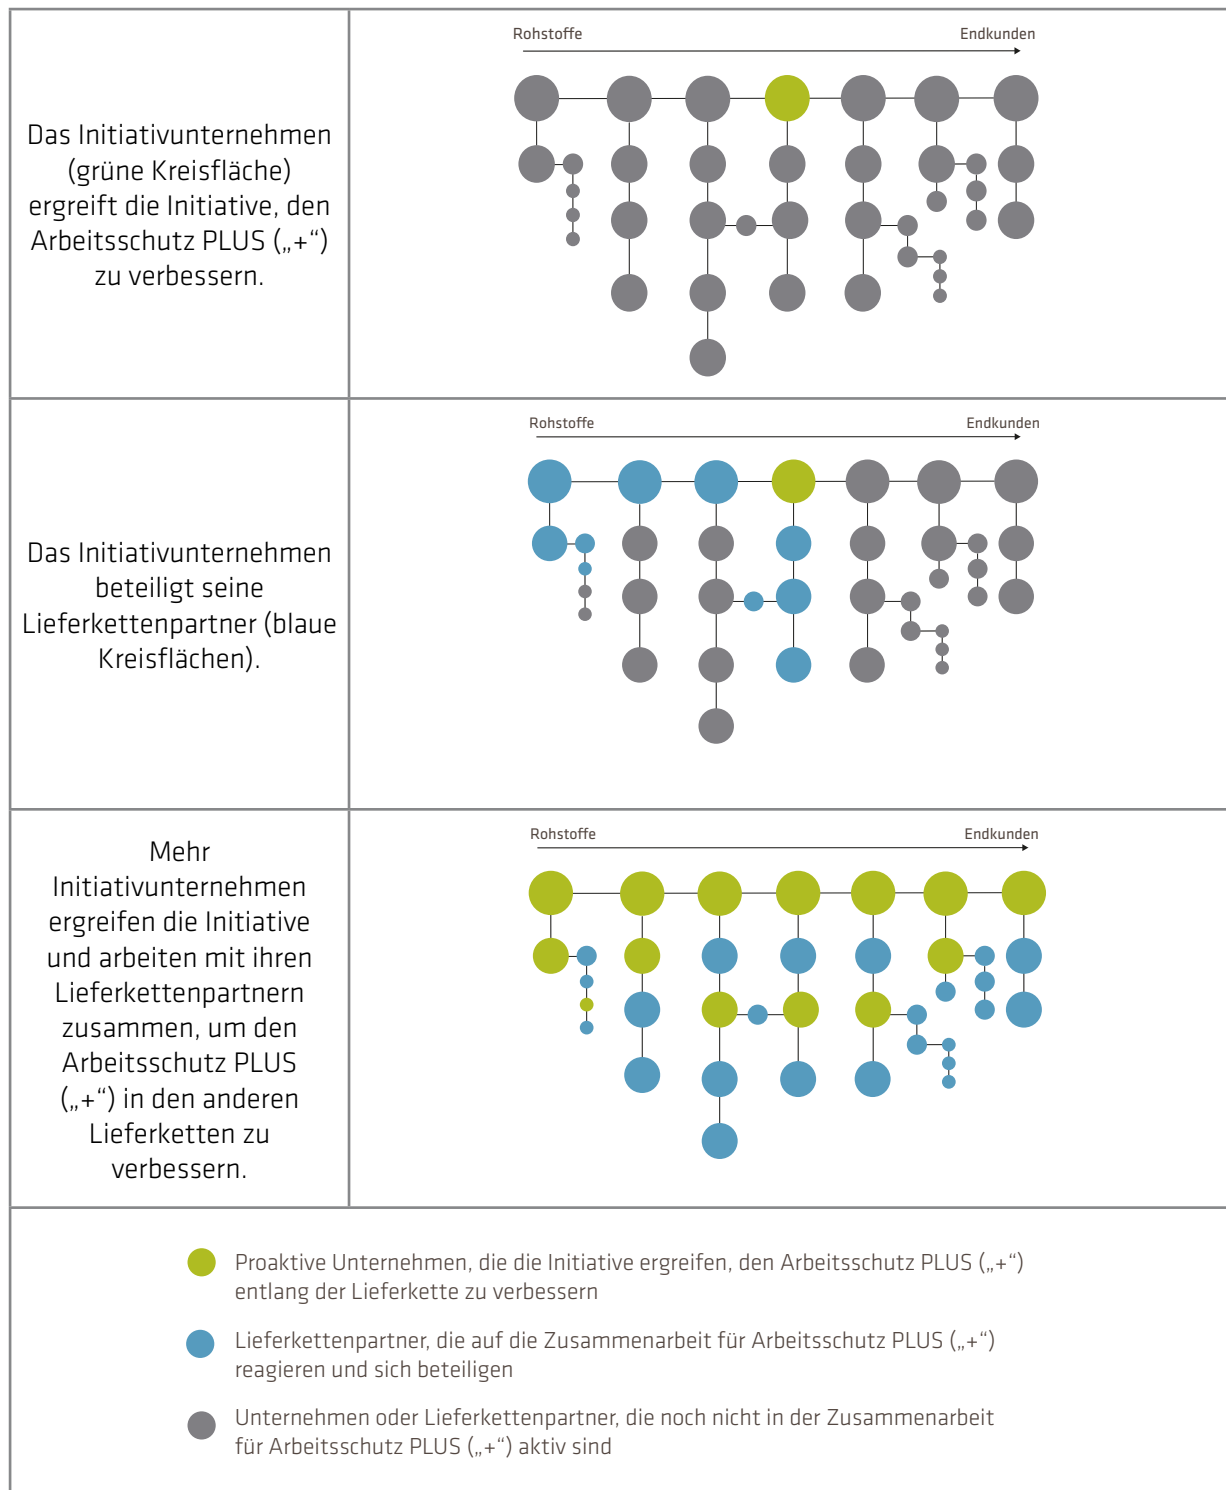 Rohstoffe
Endkunden
Das Initiativunternehmen
(grüne Kreisfläche)
ergreift die Initiative, den
Arbeitsschutz PLUS („+“)
zu verbessern.
Rohstoffe
Endkunden
Das Initiativunternehmen
beteiligt seine
Lieferkettenpartner (blaue
Kreisflächen).
Rohstoffe
Endkunden
Mehr
Initiativunternehmen
ergreifen die Initiative
und arbeiten mit ihren
Lieferkettenpartnern
zusammen, um den
Arbeitsschutz PLUS
(„+“) in den anderen
Lieferketten zu
verbessern.
Proaktive Unternehmen, die die Initiative ergreifen, den Arbeitsschutz PLUS („+“)
entlang der Lieferkette zu verbessern
Lieferkettenpartner, die auf die Zusammenarbeit für Arbeitsschutz PLUS („+“)
reagieren und sich beteiligen
Unternehmen oder Lieferkettenpartner, die noch nicht in der Zusammenarbeit
für Arbeitsschutz PLUS („+“) aktiv sind